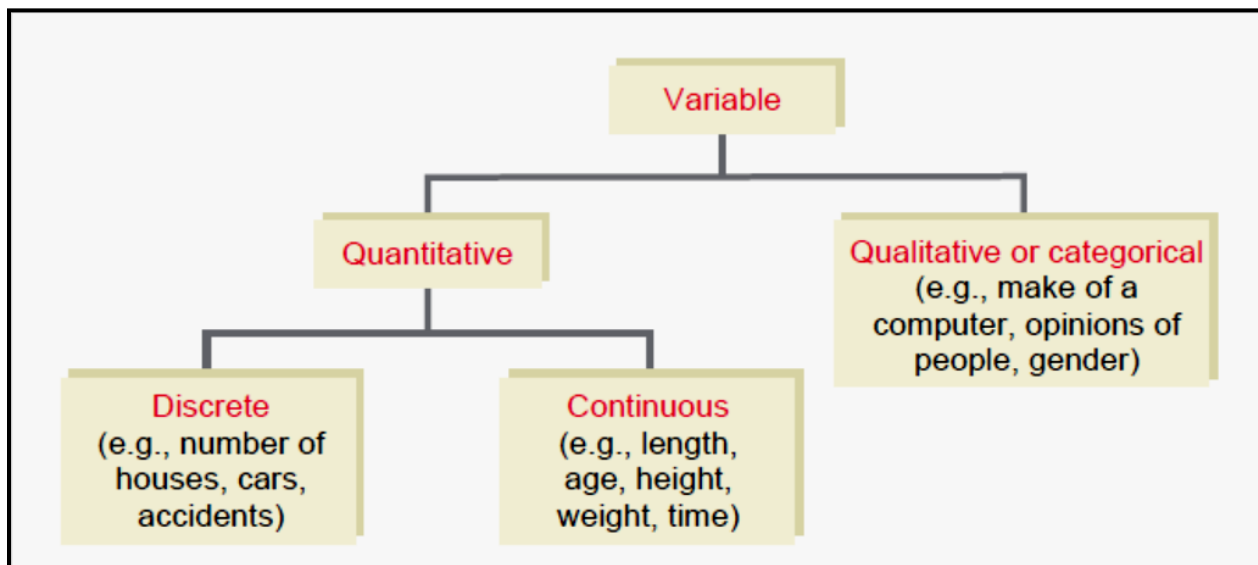 Variable
Quantitative
Qualitative or categorical
(e.g., make of a
computer, opinions of
people, gender)
Discrete
(e.g., number of
houses, cars,
accidents)
Continuous
(e.g., length,
age, height,
weight, time)